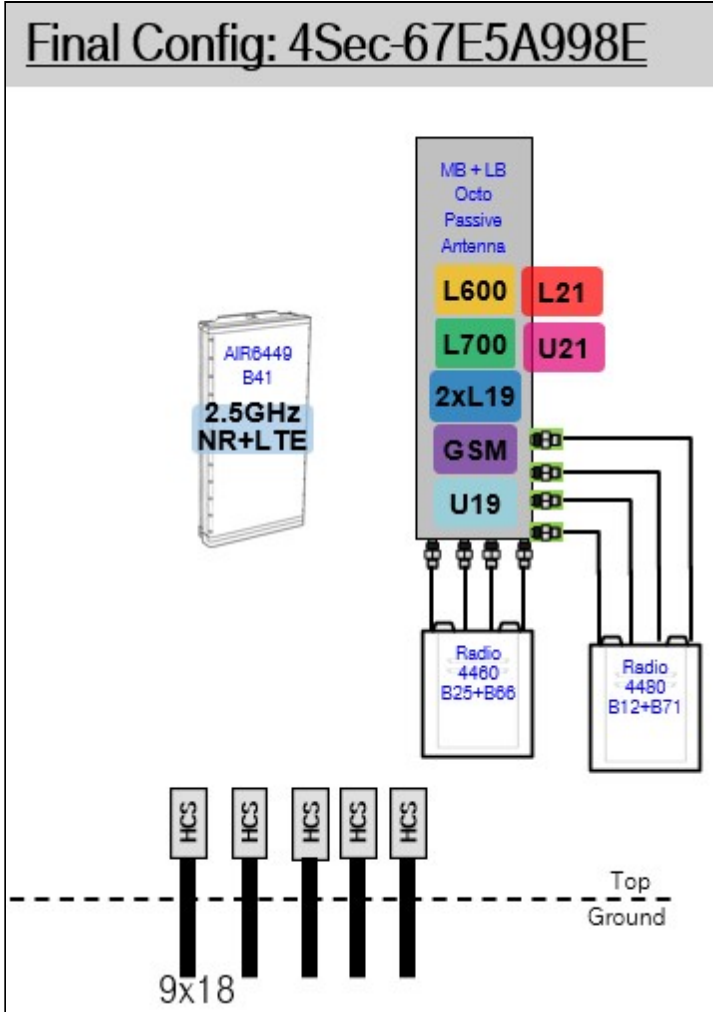 Final Config: 4Sec-67E5A998E
MB + LB
Octo
Passive
Antenna
L600
L21
L700
U21
2xL19
GSM
U19
AIR6449
B41
2.5GHz
NR+LTE
Radio
4460
B25+B66
Radio
4480
B12+B71
HCS
HCS
HCS
HCS
HCS
Top
Ground
9x18